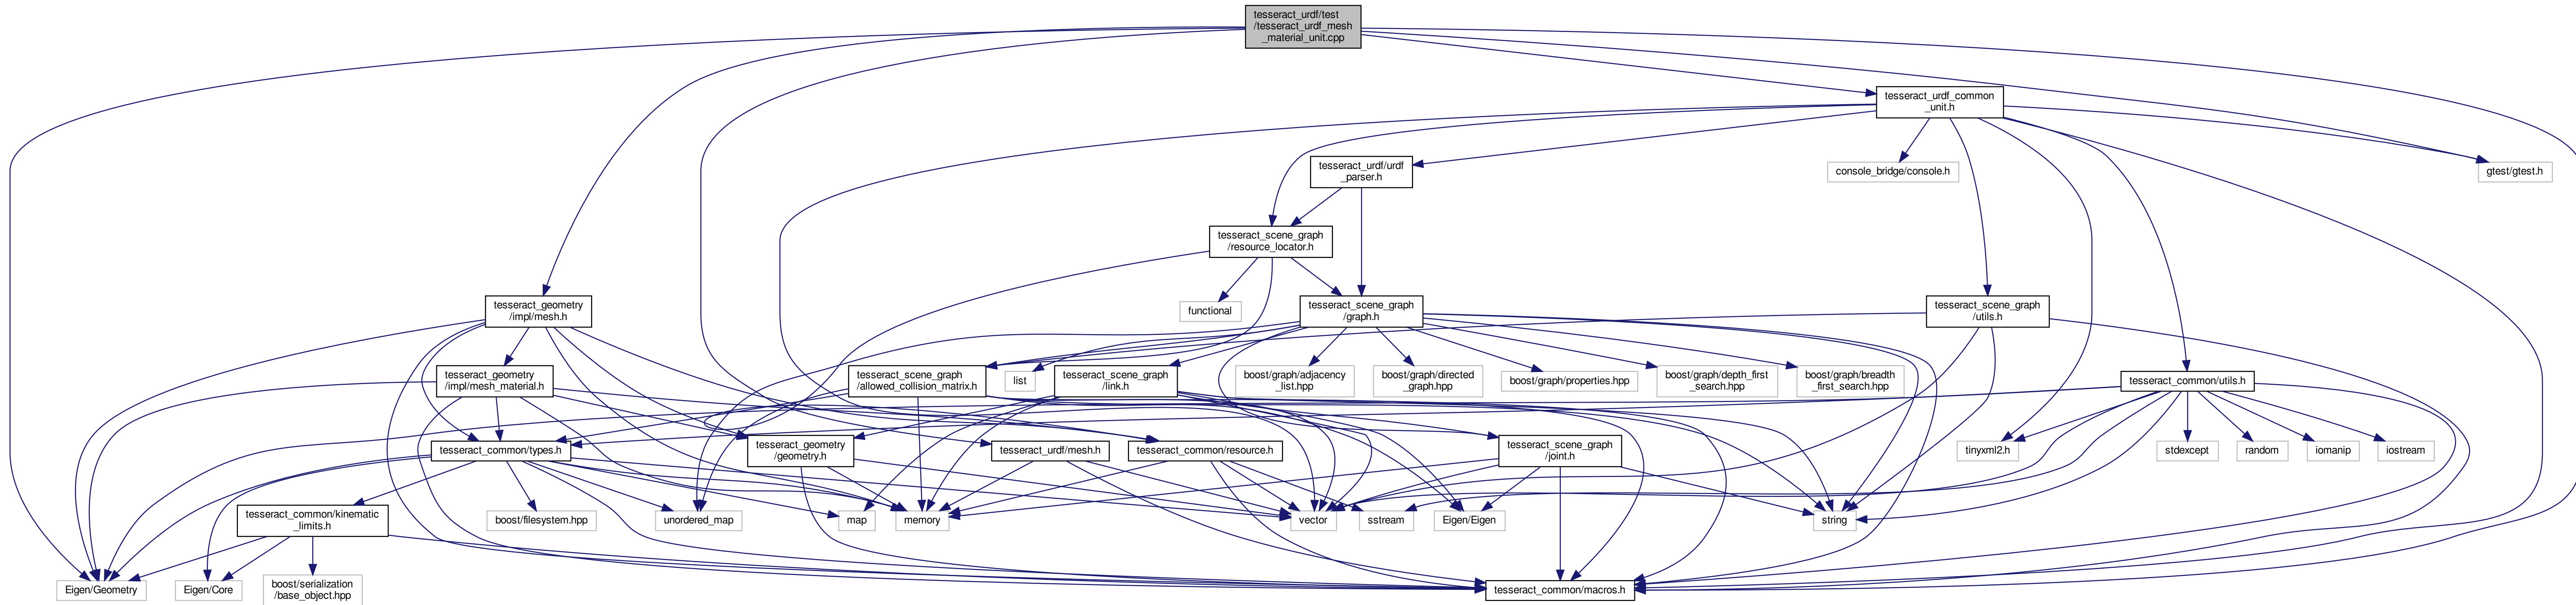 tesseract_urdf/test
/tesseract_urdf_mesh
_material_unit.cpp
tesseract_urdf_common
_unit.h
tesseract_urdf/urdf
_parser.h
console_bridge/console.h
gtest/gtest.h
tesseract_scene_graph
/resource_locator.h
tesseract_geometry
/impl/mesh.h
functional
tesseract_scene_graph
/graph.h
tesseract_scene_graph
/utils.h
tesseract_geometry
/impl/mesh_material.h
tesseract_scene_graph
/allowed_collision_matrix.h
list
tesseract_scene_graph
/link.h
boost/graph/adjacency
_list.hpp
boost/graph/directed
_graph.hpp
boost/graph/properties.hpp
boost/graph/depth_first
_search.hpp
boost/graph/breadth
_first_search.hpp
tesseract_common/utils.h
tesseract_common/types.h
tesseract_geometry
/geometry.h
tesseract_urdf/mesh.h
tesseract_common/resource.h
tesseract_scene_graph
/joint.h
tinyxml2.h
stdexcept
random
iomanip
iostream
tesseract_common/kinematic
_limits.h
boost/filesystem.hpp
unordered_map
map
memory
vector
sstream
Eigen/Eigen
string
Eigen/Geometry
Eigen/Core
boost/serialization
/base_object.hpp
tesseract_common/macros.h